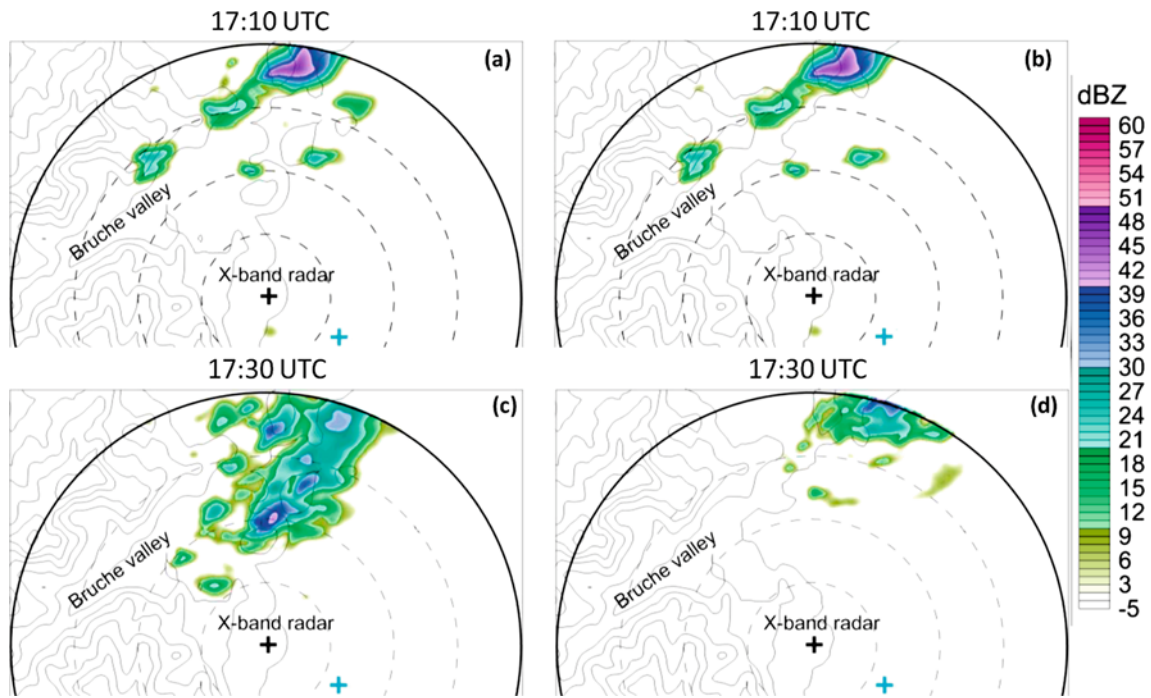 17:10 UTC
17:10 UTC
(a)
(b)
Bruche valley
X-band radar
Bruche valley
X-band radar
17:30 UTC
17:30 UTC
(c)
(d)
Bruche valley
X-band radar
Bruche valley
X-band radar
dBZ
60
57
54
51
48
45
42
39
36
33
30
27
24
21
18
15
12
9
6
3
-5